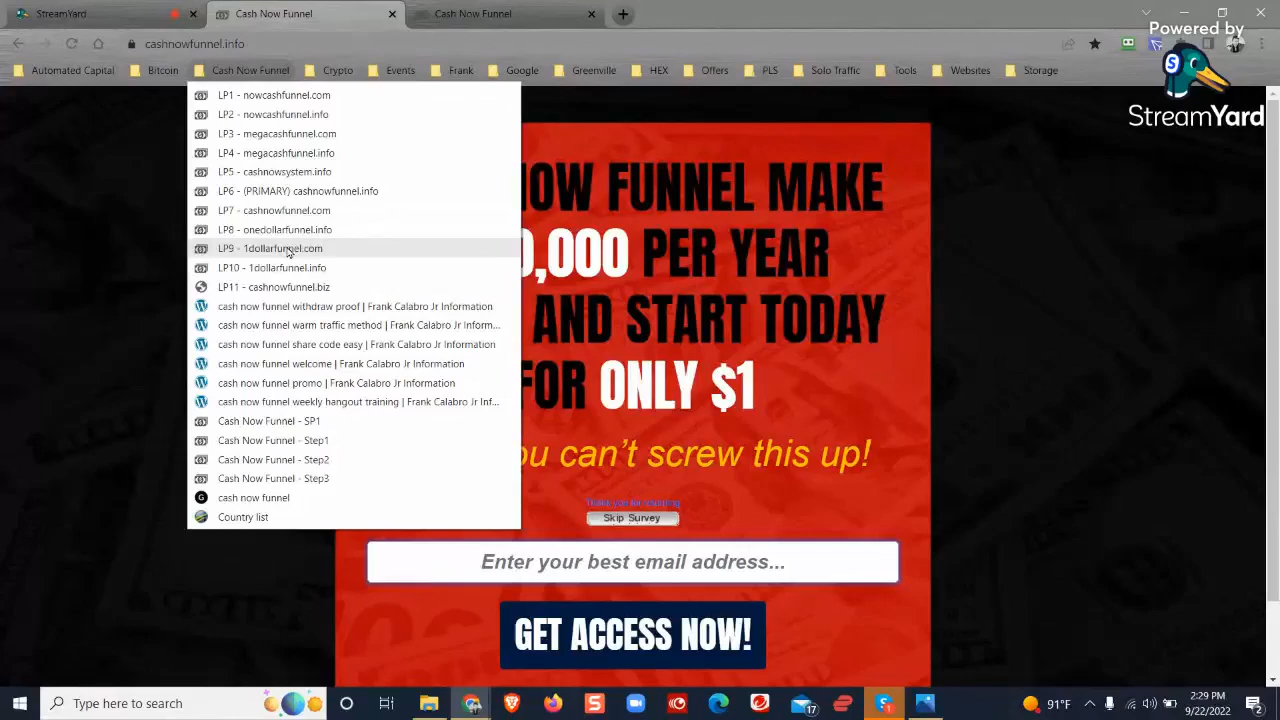 StreamYard
Cash Now Funnel
Cash Now Funnel
Powered by
cashnowfunnel.info
Automated Capital
Bitcoin
Cash Now Funnel
Crypto
Events
Frank
Google
Greenville
HEX
Offers
PLS
Solo Traffic
Tools
Websites
Storage
StreamYard
LP1 - nowcashfunnel.com
LP2 - nowcashfunnel.info
LP3 - megacashfunnel.com
LP4 - megacashfunnel.info
LP5 - cashnowsystem.info
LP6 - (PRIMARY) cashnowfunnel.info
LP7 - cashnowfunnel.com
LP8 - onedollarfunnel.info
LP9 - 1dollarfunnel.com
LP10 - 1dollarfunnel.info
LP11 - cashnowfunnel.biz
cash now funnel withdraw proof | Frank Calabro Jr Information
cash now funnel warm traffic method | Frank Calabro Jr Inform...
cash now funnel share code easy | Frank Calabro Jr Information
cash now funnel welcome | Frank Calabro Jr Information
cash now funnel promo | Frank Calabro Jr Information
cash now funnel weekly hangout training | Frank Calabro Jr Inf...
Cash Now Funnel - SP1
Cash Now Funnel - Step1
Cash Now Funnel - Step2
Cash Now Funnel - Step3
cash now funnel
Country list
NOW FUNNEL MAKE
0,000 PER YEAR
AND START TODAY
FOR ONLY $1
ou can't screw this up!
Thank you for returning
Skip Survey
Enter your best email address...
GET ACCESS NOW!
Type here to search
17
91°F
2:29 PM
9/22/2022
2